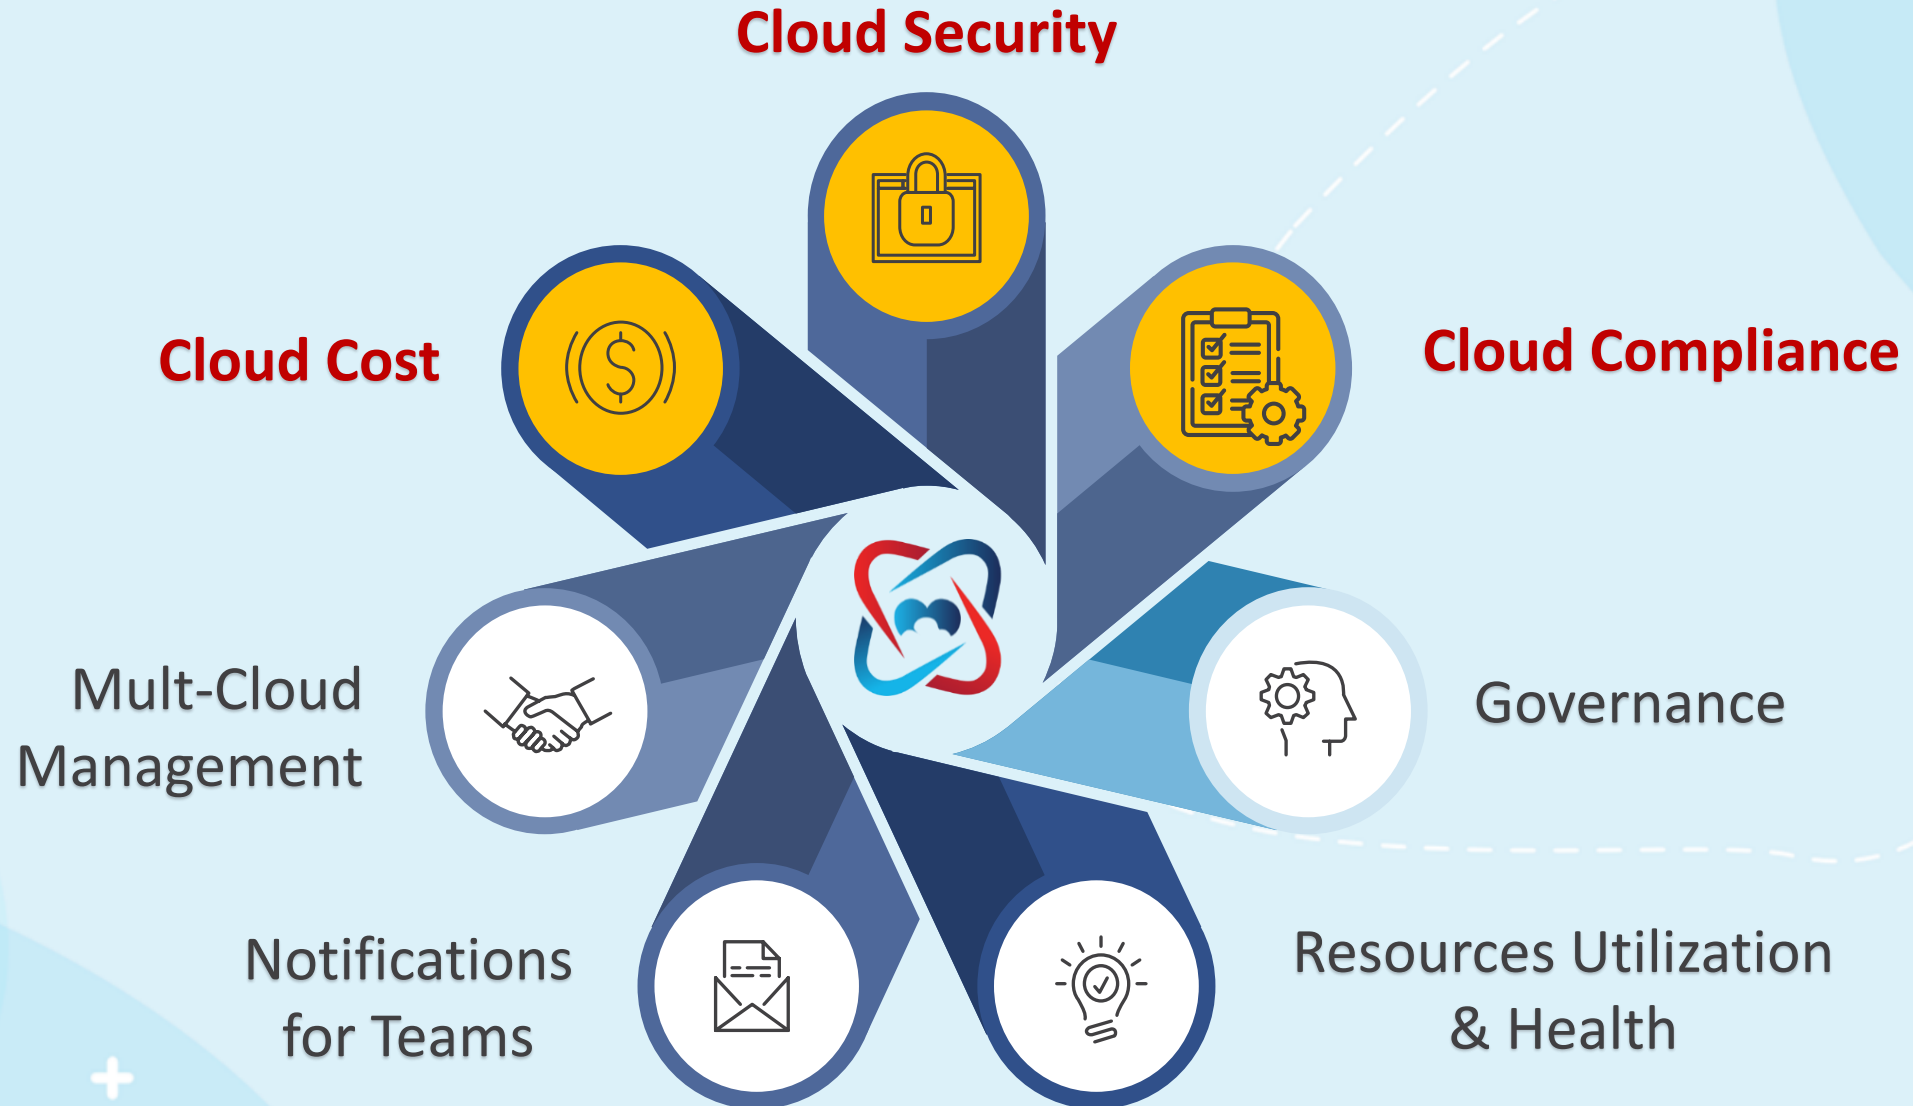 Cloud Security
Cloud Cost
Cloud Compliance
Mult-Cloud
Management
Governance
Notifications
for Teams
Resources Utilization
& Health